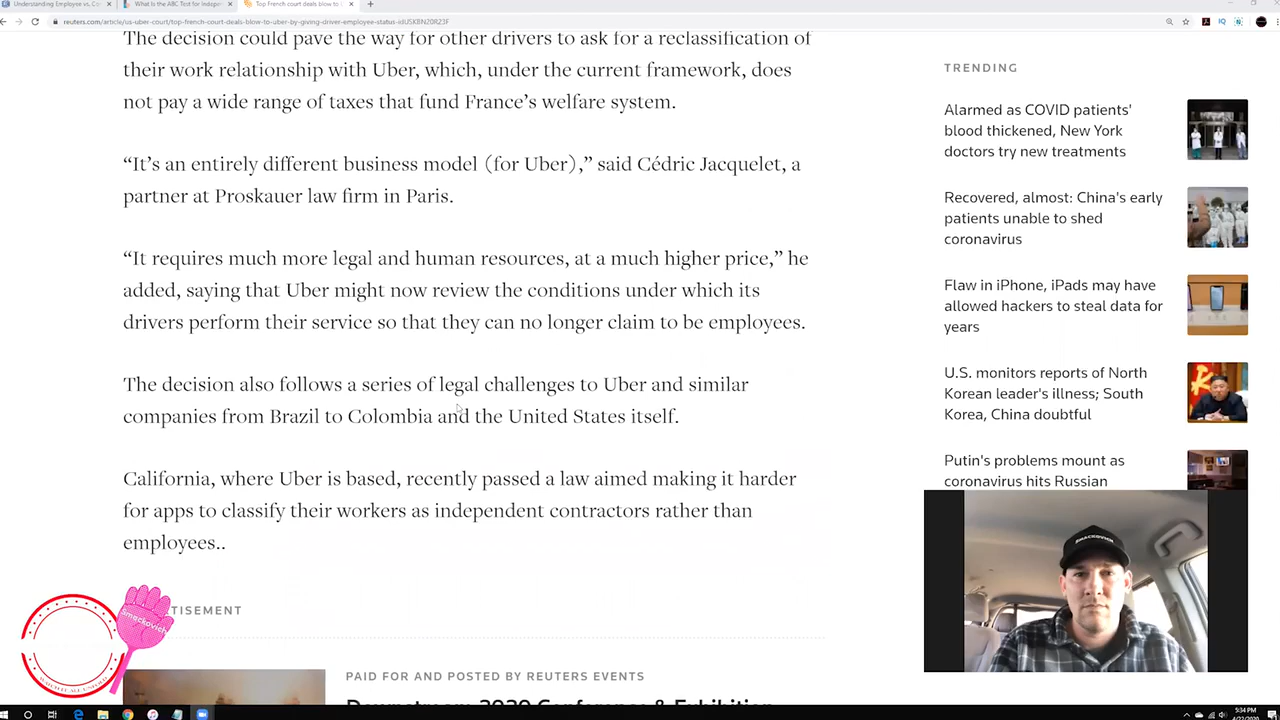 Understanding Employee vs. Co
What is the ABC Test for Indepen
Top French court deals blow to u
reuters.com/article/us-uber-court/top-french-court-deals-blow-to-uber-by-giving-driver-employee-status-idUSKBN20RZ3F
The decision could pave the way for other drivers to ask for a reclassification of
their work relationship with Uber, which, under the current framework, does
not pay a wide range of taxes that fund France’s welfare system.
“It’s an entirely different business model (for Uber),” said Cédric Jacquelet, a
partner at Proskauer law firm in Paris.
“It requires much more legal and human resources, at a much higher price,” he
added, saying that Uber might now review the conditions under which its
drivers perform their service so that they can no longer claim to be employees.
The decision also follows a series of legal challenges to Uber and similar
companies from Brazil to Colombia and the United States itself.
California, where Uber is based, recently passed a law aimed making it harder
for apps to classify their workers as independent contractors rather than
employees..
TISEMENT
PAID FOR AND POSTED BY REUTERS EVENTS
Downstream 2020 Conference & Exhibition
TRENDING
Alarmed as COVID patients'
blood thickened, New York
doctors try new treatments
Recovered, almost: China's early
patients unable to shed
coronavirus
Flaw in iPhone, iPads may have
allowed hackers to steal data for
years
U.S. monitors reports of North
Korean leader's illness; South
Korea, China doubtful
Putin's problems mount as
coronavirus hits Russian
SMACKOVICH
Smackovich
5:34 PM